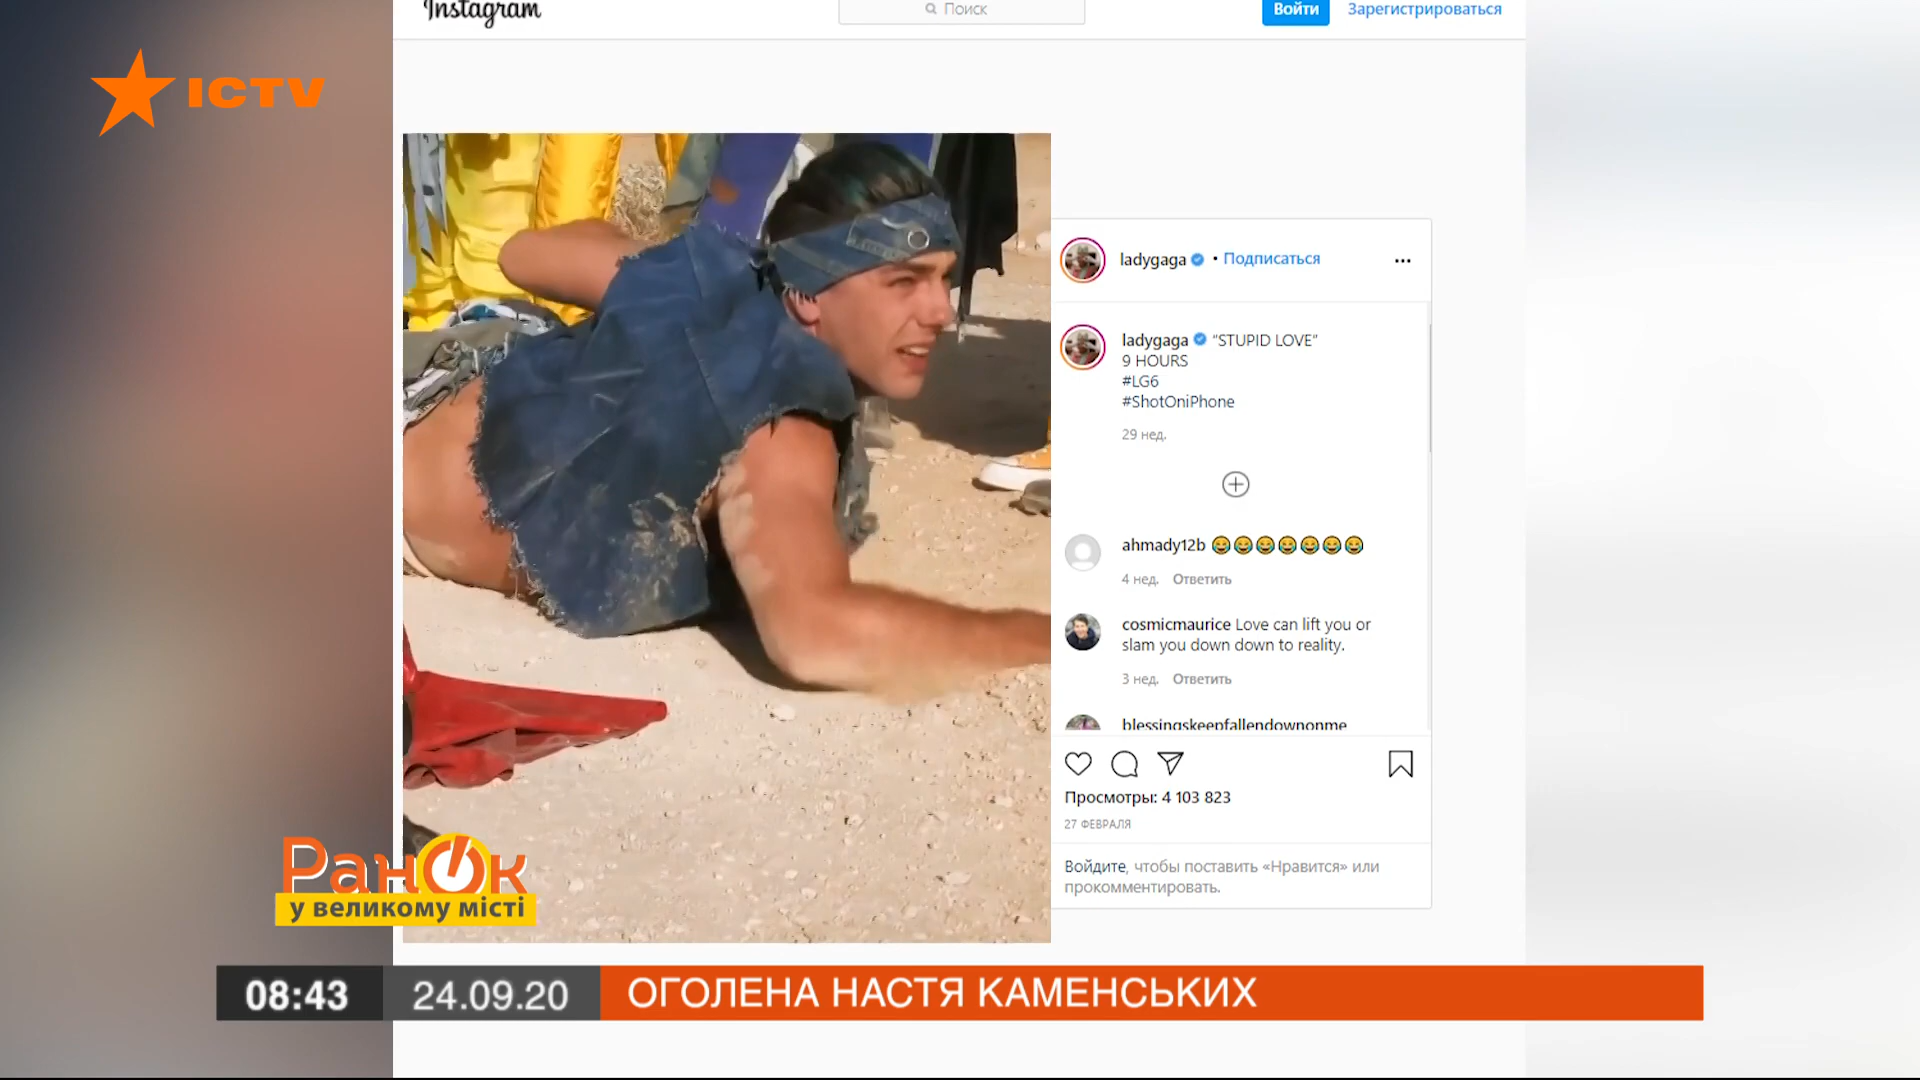 Instagram
Поиск
Войти
Зарегистрироваться
ICTV
ladygaga • Подписаться
ladygaga “STUPID LOVE”
9 HOURS
#LG6
#ShotOniPhone
29 нед.
ahmady12b 😂😂😂😂😂😂😂
4 нед. Ответить
cosmicmaurice Love can lift you or
slam you down down to reality.
3 нед. Ответить
blessingskeepfallendownonme
Просмотры: 4 103 823
27 ФЕВРАЛЯ
Войдите, чтобы поставить «Нравится» или
прокомментировать.
РанОк
у великому місті
08:43 24.09.20 ОГОЛЕНА НАСТЯ КАМЕНСЬКИХ